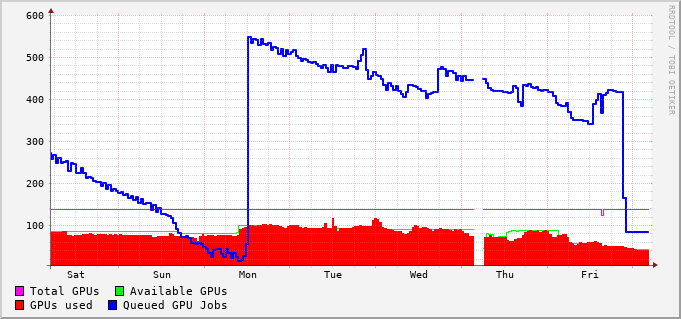 600
500
400
300
200
100
Sat Sun Mon Tue Wed Thu Fri
Total GPUs Available GPUs
GPUs used Queued GPU Jobs
RRDTOOL / TOBI OETIKER